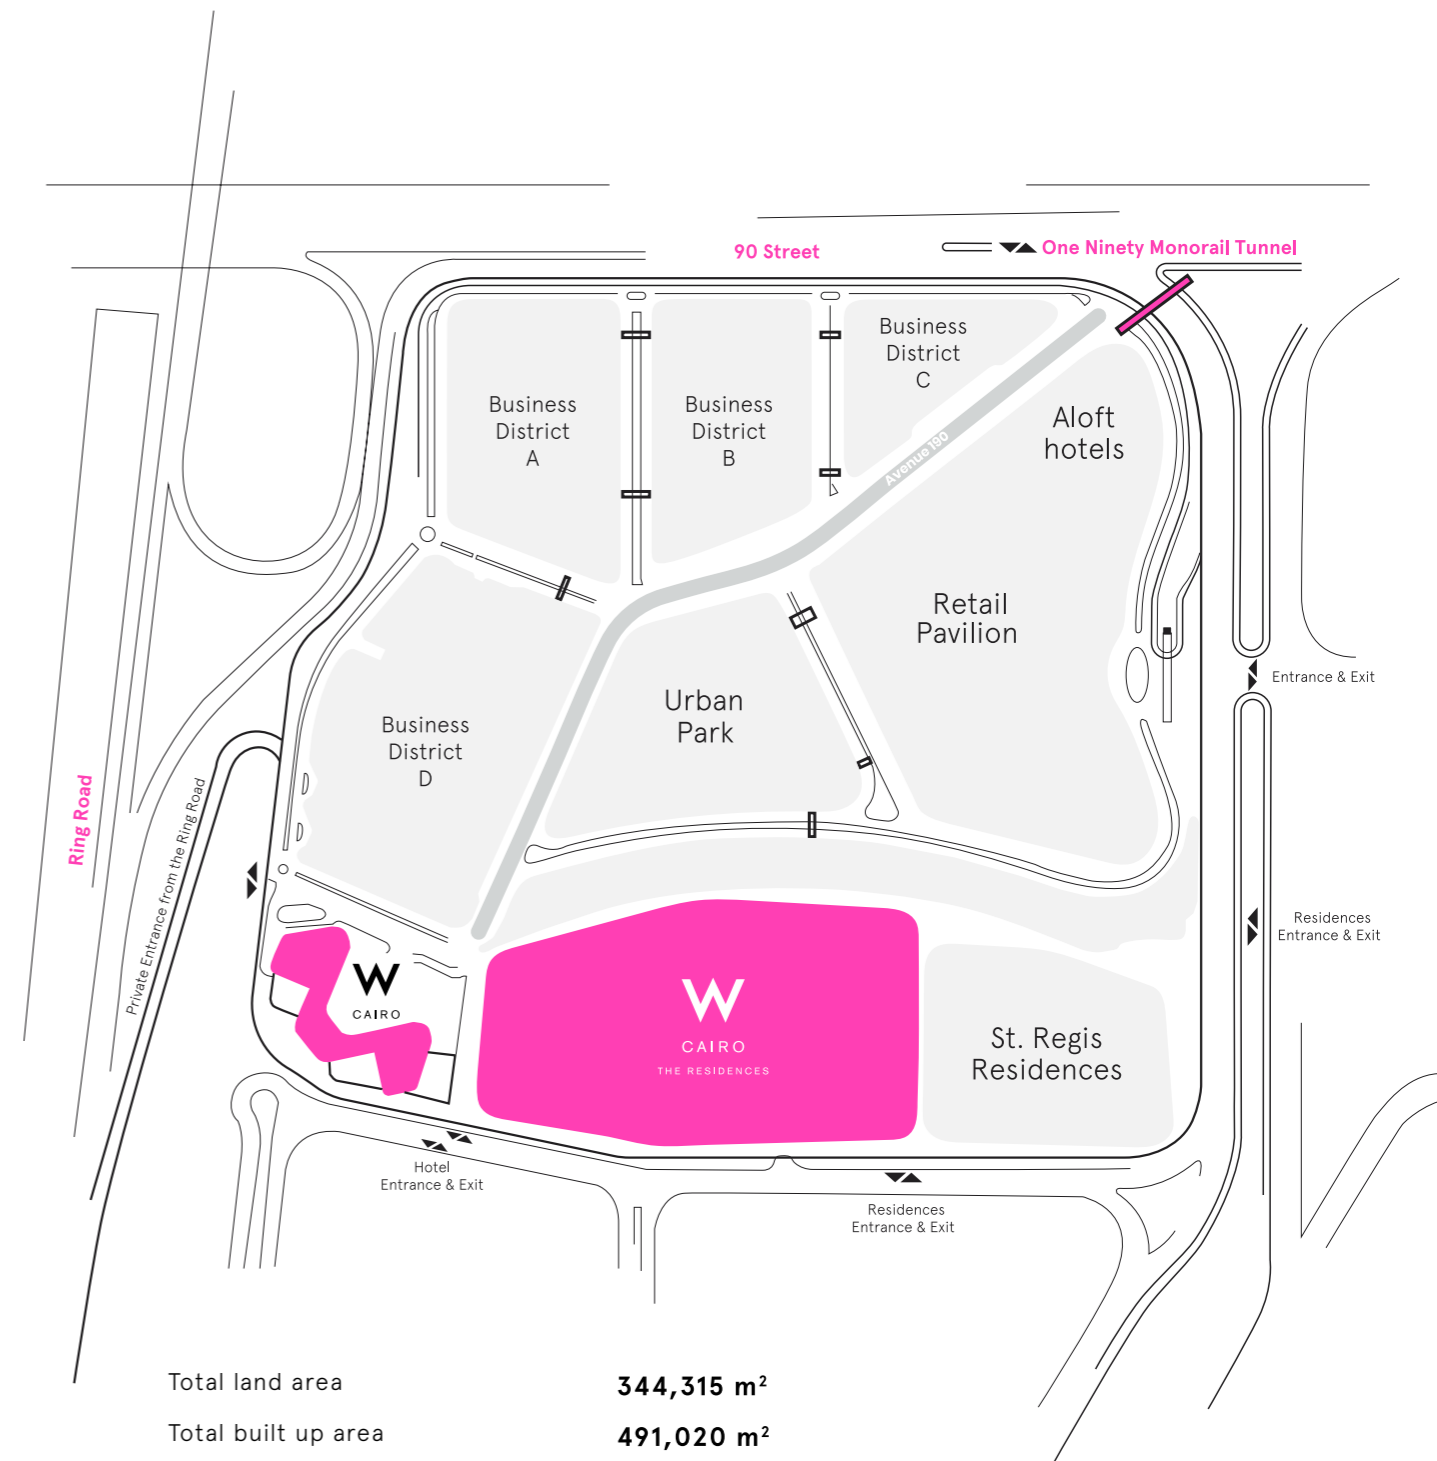 90 Street
One Ninety Monorail Tunnel
Business
District
A
Business
District
B
Business
District
C
Avenue 190
Aloft
hotels
Retail
Pavilion
Entrance & Exit
Urban
Park
Business
District
D
Ring Road
Private Entrance from the Ring Road
W
CAIRO
W
CAIRO
THE RESIDENCES
St. Regis
Residences
Residences
Entrance & Exit
Hotel
Entrance & Exit
Residences
Entrance & Exit
Total land area
344,315 m²
Total built up area
491,020 m²